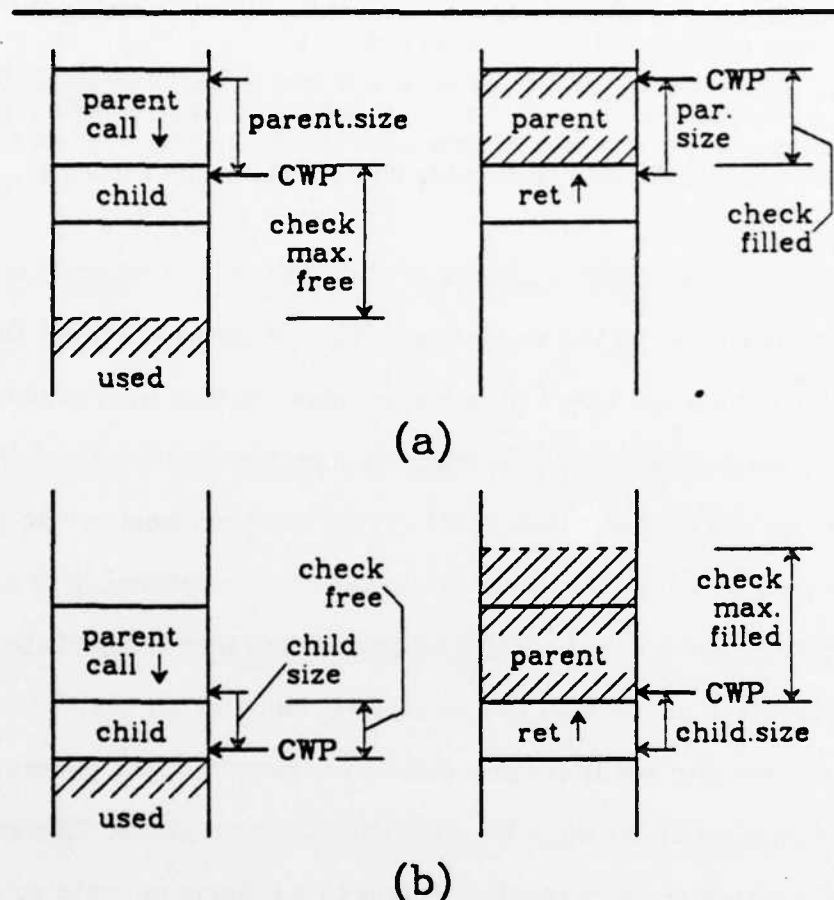 parent
call ↓
parent.size
CWP
child
check
max.
free
used
CWP
parent
par.
size
ret ↑
check
filled
(a)
check
free
parent
call ↓
child
size
child
CWP
used
check
max.
filled
parent
CWP
ret ↑
child.size
(b)